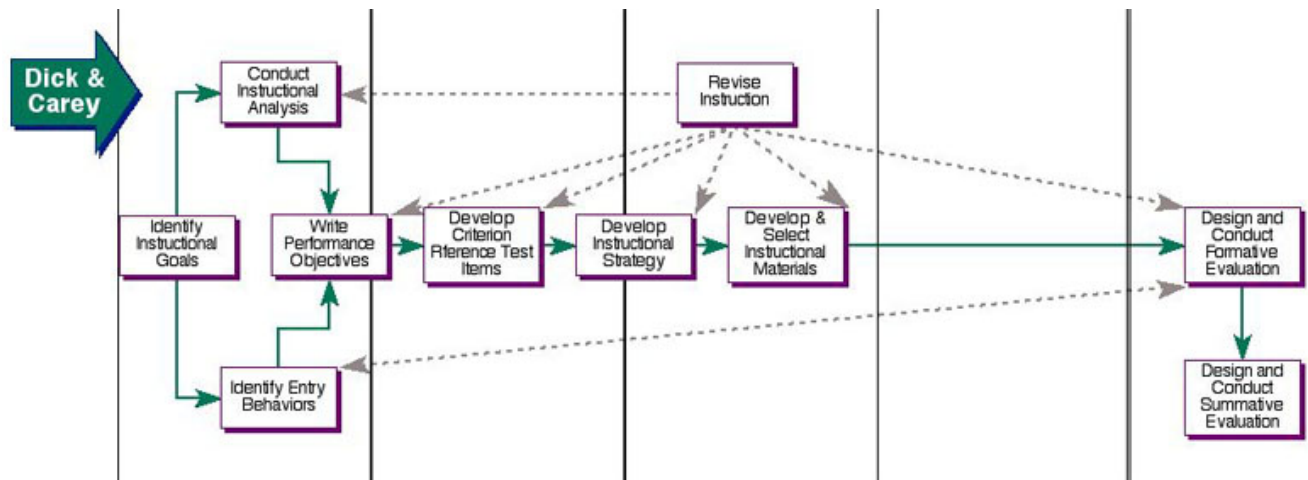 Dick &
Carey
Conduct
Instructional
Analysis
Revise
Instruction
Identify
Instructional
Goals
Write
Performance
Objectives
Develop
Criterion
Rference Test
Items
Develop
Instructional
Strategy
Develop &
Select
Instructional
Materials
Design and
Conduct
Formative
Evaluation
Identify Entry
Behaviors
Design and
Conduct
Summative
Evaluation